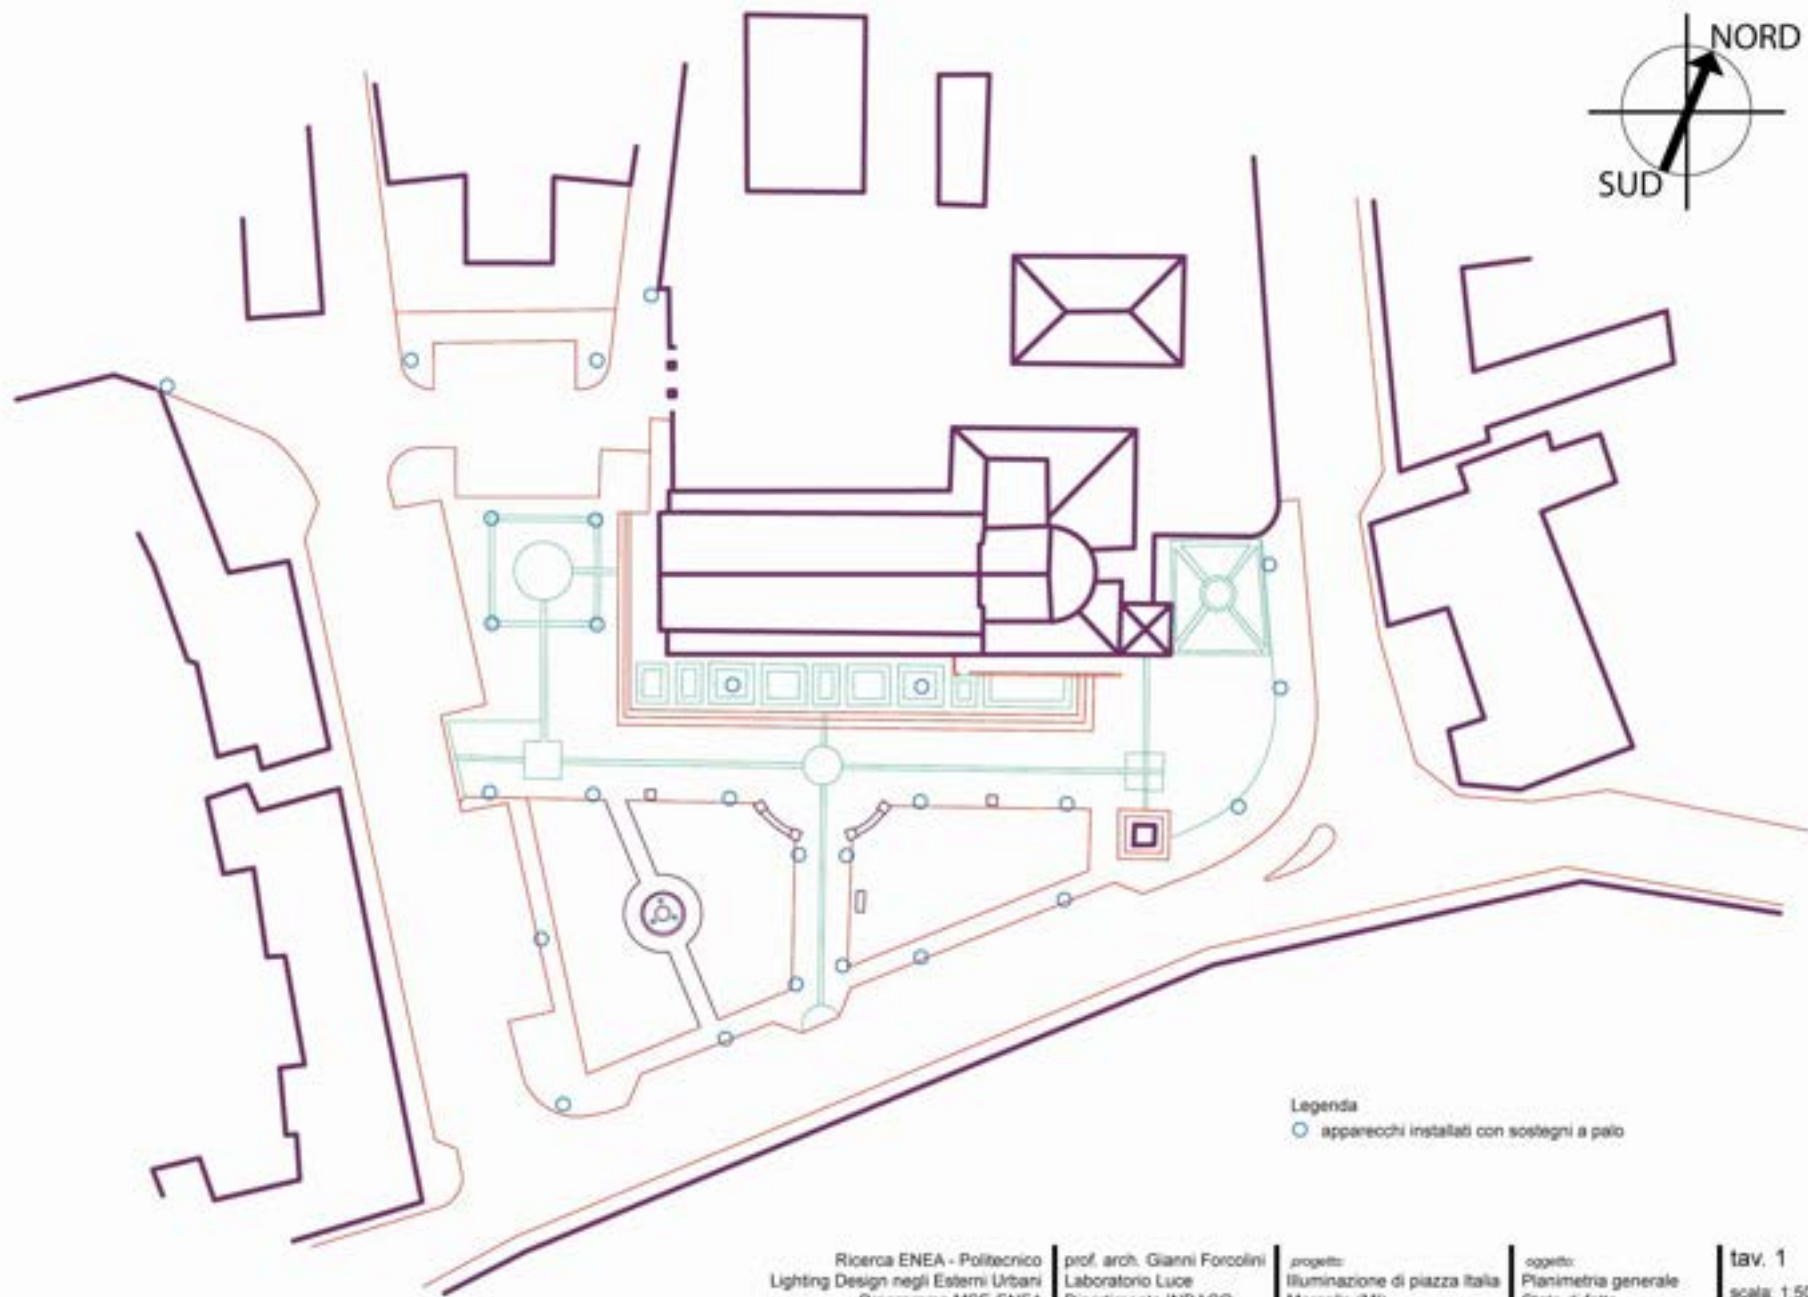 NORD
SUD
Legenda
apparecchi installati con sostegni a palo
Ricerca ENEA - Politecnico
Lighting Design negli Esterni Urbani
prof. arch. Gianni Forcolini
Laboratorio Luce
progetto:
Illuminazione di piazza Italia
oggetto:
Planimetria generale
tav. 1